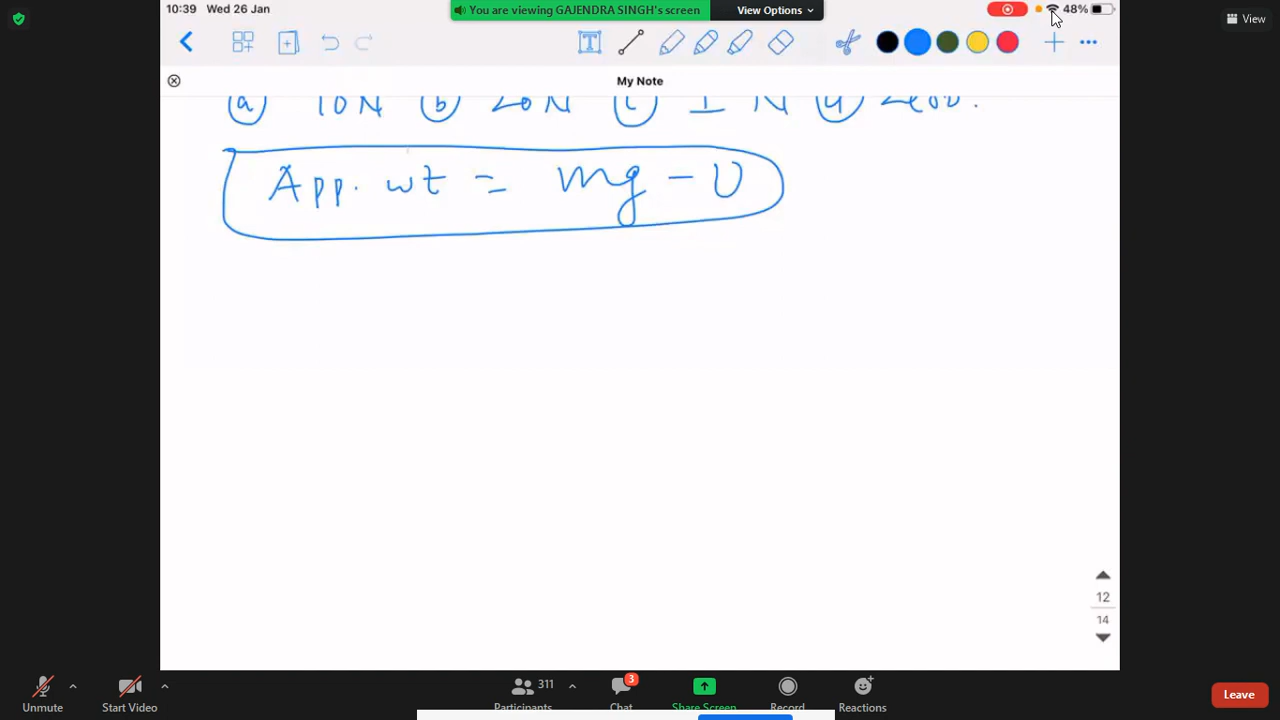 10:39 Wed 26 Jan
You are viewing GAJENDRA SINGH's screen
View Options
48%
View
My Note
(a) 10N (b) 20N (c) 1 N (d) zero.
App. wt = mg - U
12
14
Unmute
Start Video
311
Participants
3
Chat
Share Screen
Record
Reactions
Leave